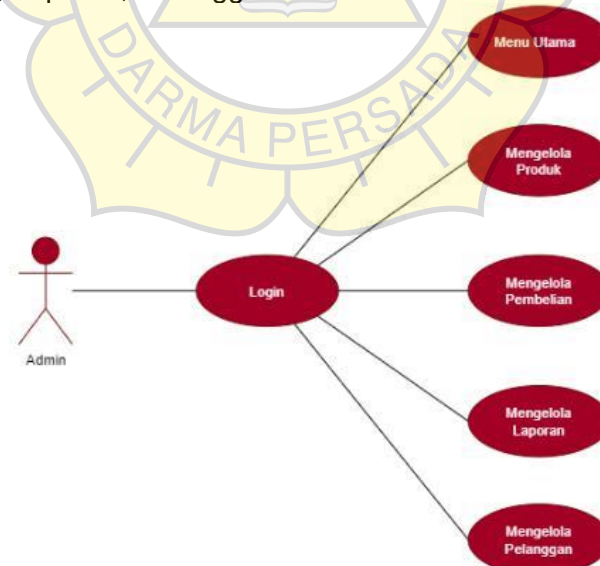 DARMA PERSADA
Menu Utama
Mengelola
Produk
Login
Mengelola
Pembelian
Admin
Mengelola
Laporan
Mengelola
Pelanggan